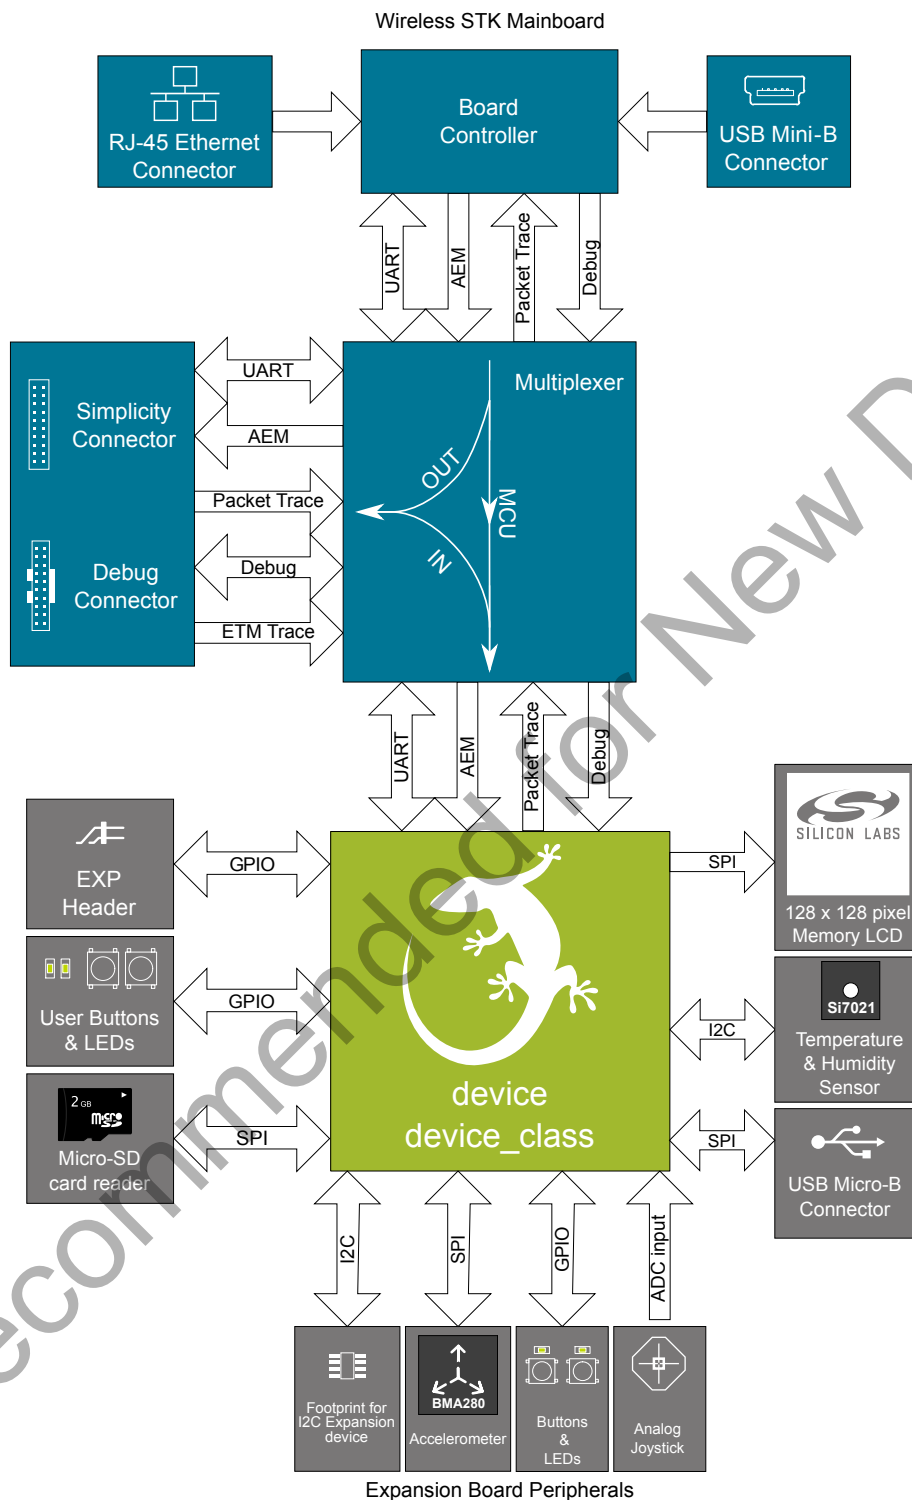 Wireless STK Mainboard
RJ-45 Ethernet
Connector
Board
Controller
USB Mini-B
Connector
UART
AEM
Packet Trace
Debug
Simplicity
Connector
Debug
Connector
UART
AEM
Packet Trace
Debug
ETM Trace
Multiplexer
OUT
IN
MCU
UART
AEM
Packet Trace
Debug
EXP
Header
GPIO
User Buttons
& LEDs
GPIO
2 GB
micro
Micro-SD
card reader
SPI
device
device_class
SPI
SILICON LABS
128 x 128 pixel
Memory LCD
I2C
Si7021
Temperature
& Humidity
Sensor
SPI
USB Micro-B
Connector
I2C
SPI
GPIO
ADC input
Footprint for
I2C Expansion
device
BMA280
Accelerometer
Buttons
&
LEDs
Analog
Joystick
Expansion Board Peripherals
ecommended for New D